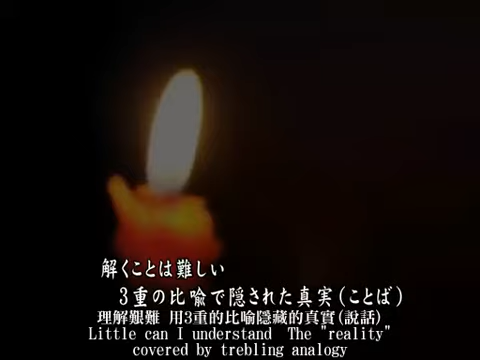 解くことは難しい
3重の比喩で隠された真実(ことば)
理解艱難 用3重的比喻隱藏的真實(說話)
Little can I understand The "reality"
covered by trebling analogy